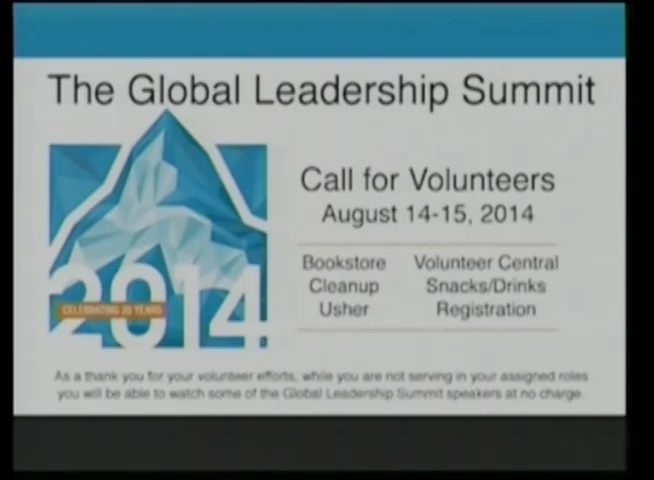 The Global Leadership Summit
Call for Volunteers
August 14-15, 2014
Bookstore Volunteer Central
Cleanup Snacks/Drinks
Usher Registration
2014
CELEBRATING 20 YEARS
As a thank you for your volunteer efforts, while you are not serving in your assigned roles
you will be able to watch some of the Global Leadership Summit speakers at no charge.